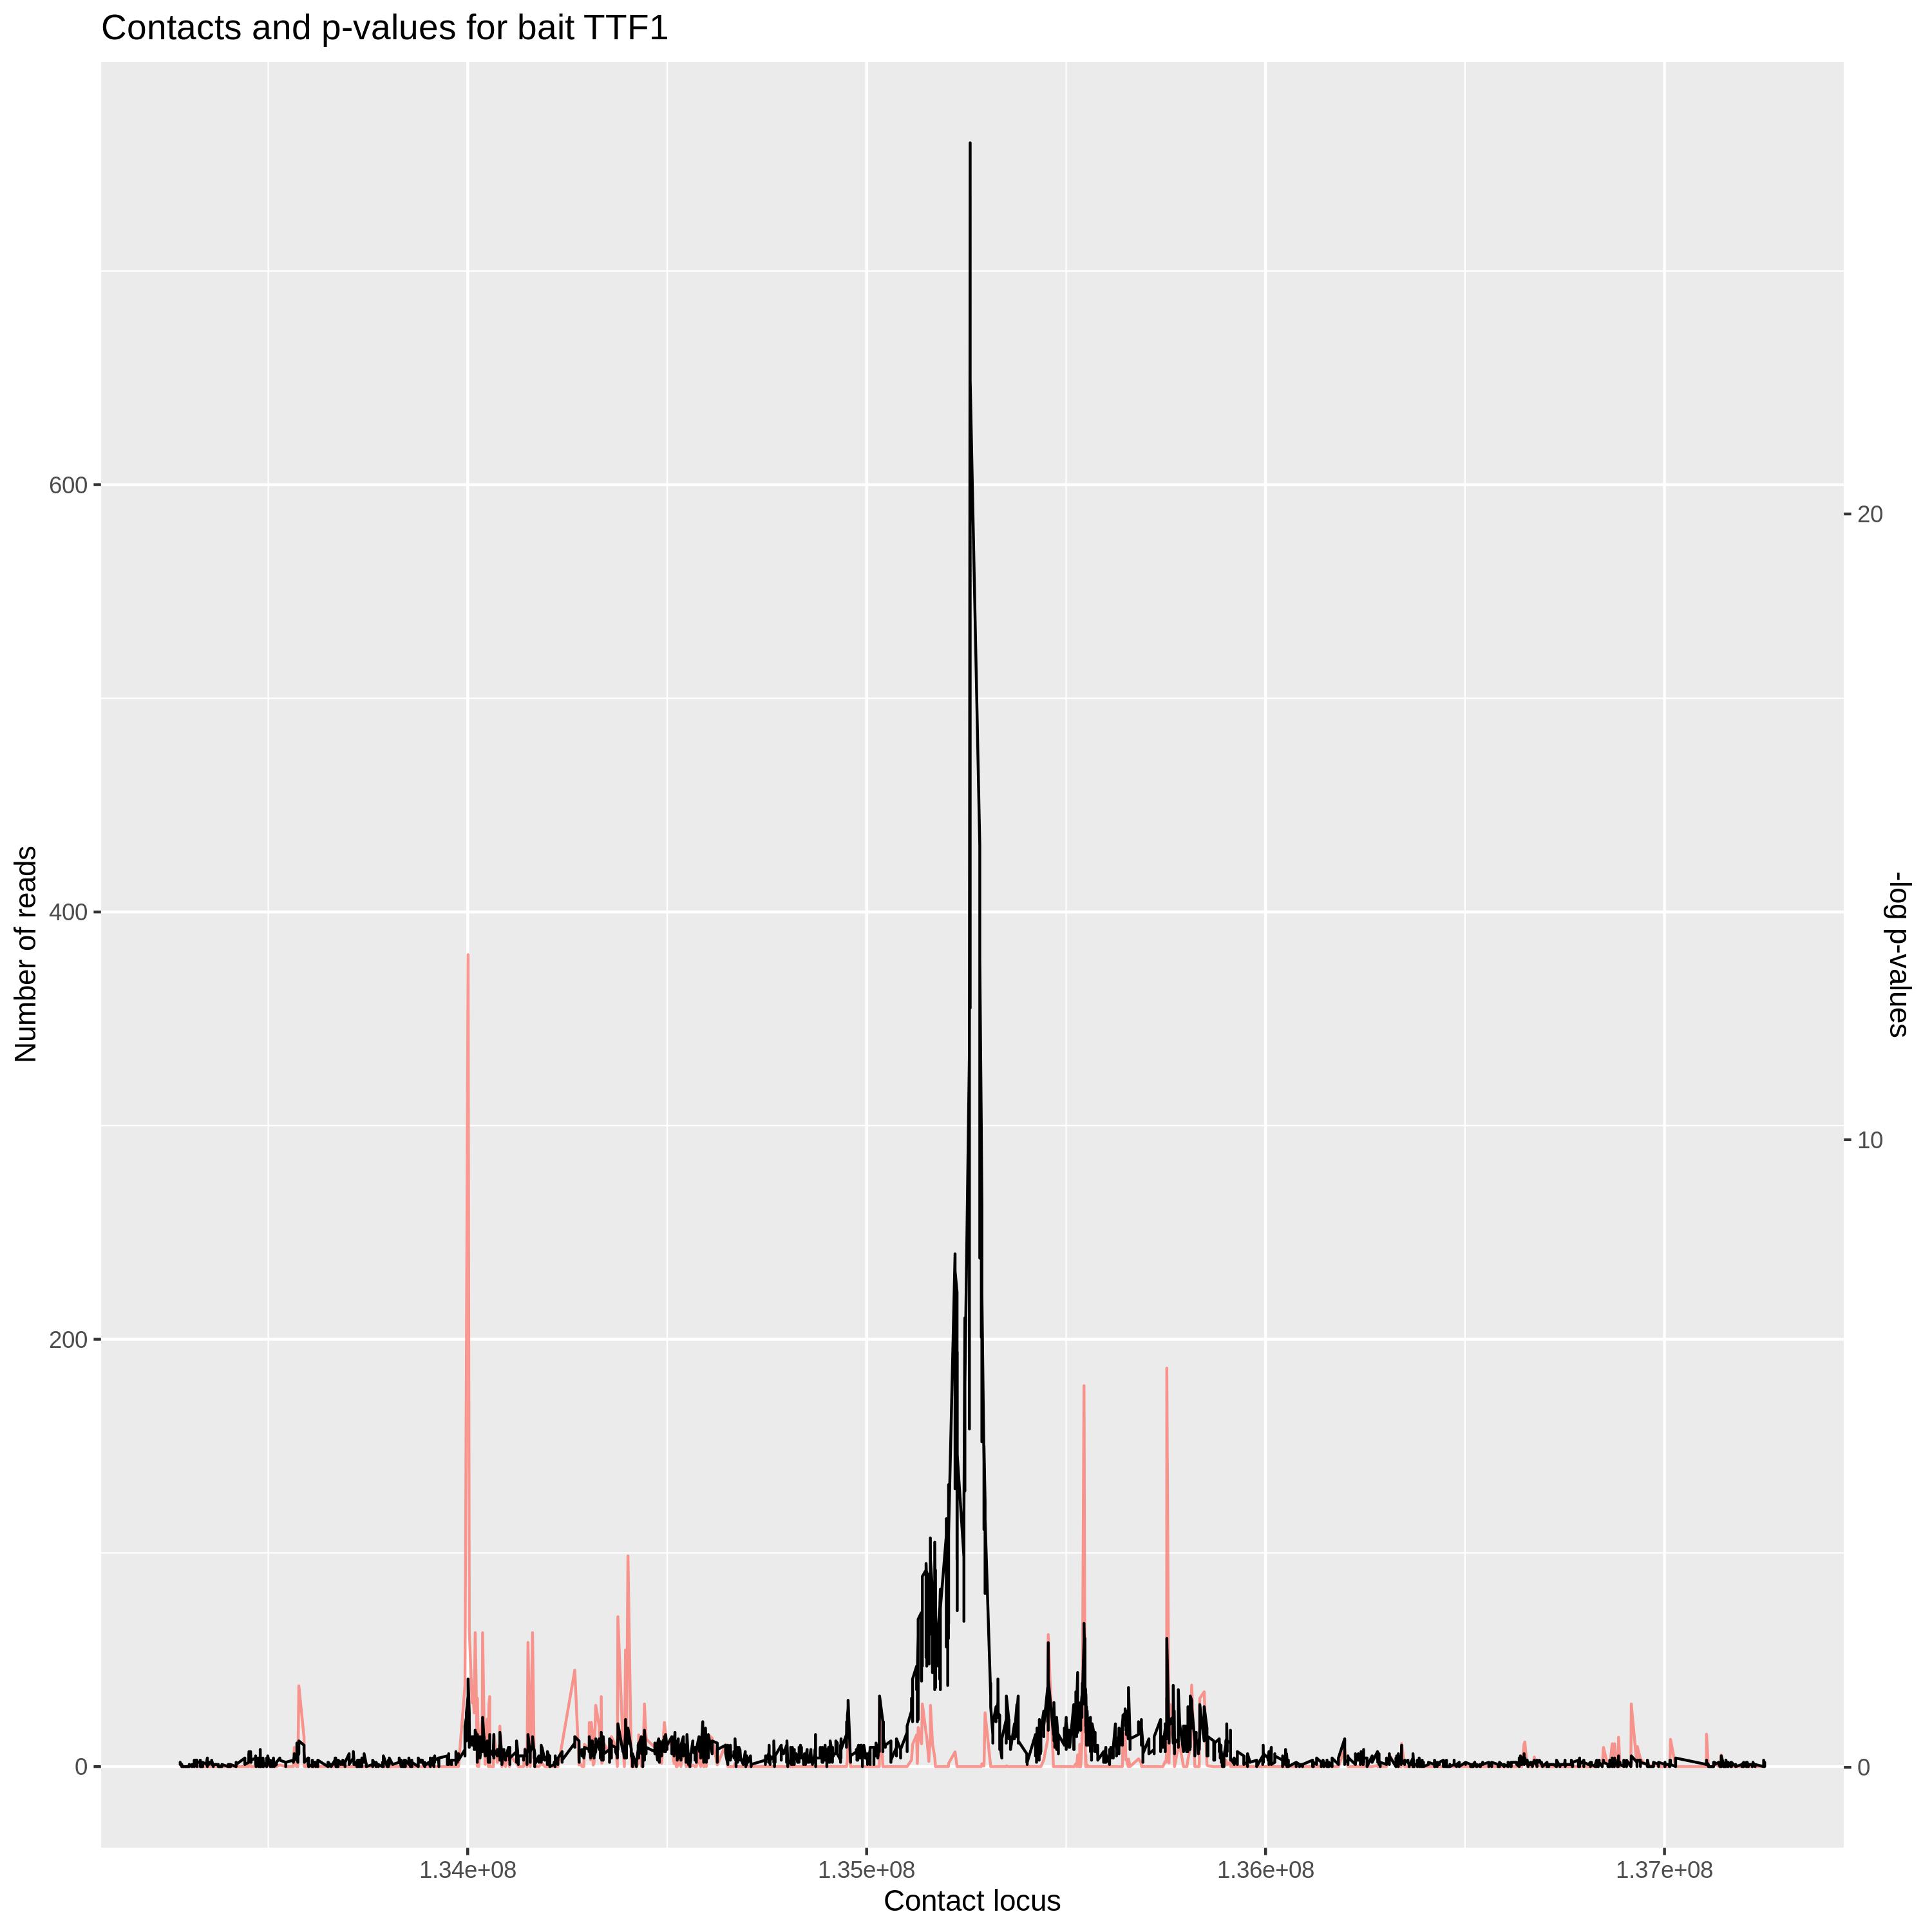 Contacts and p-values for bait TTF1
600
400
200
0
Number of reads
20
10
0
-log p-values
1.34e+08
1.35e+08
1.36e+08
1.37e+08
Contact locus